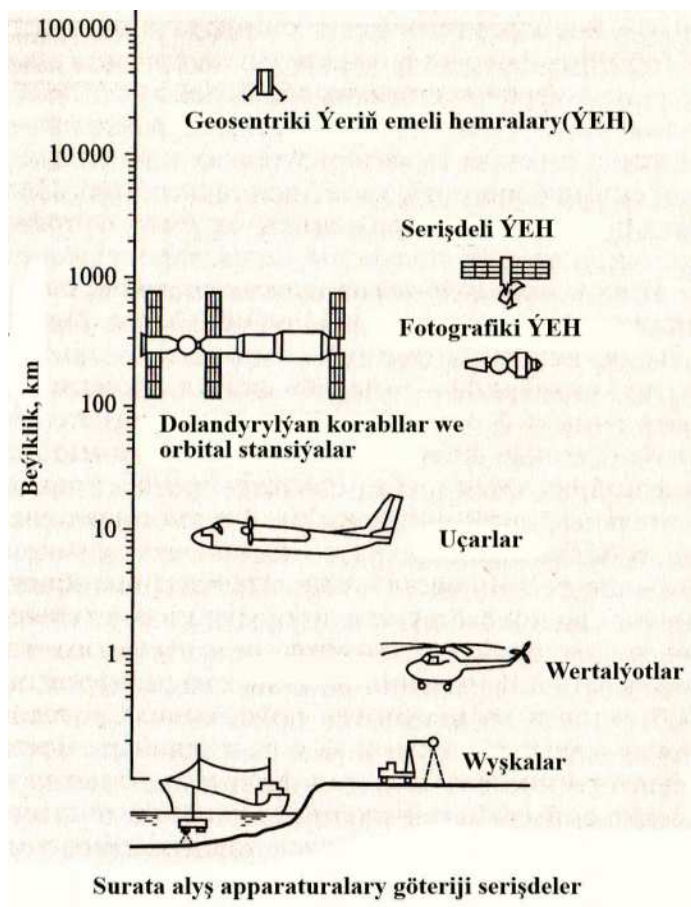 100 000
Geosentriki Ýeriň emeli hemralary(ÝEH)
10 000
Serişdeli ÝEH
1000
Fotografiki ÝEH
100
Dolandyrylýan korabllar we
orbital stansiýalar
Beýiklik, km
10
Uçarlar
1
Wertalýotlar
Wyşkalar
Surata alyş apparaturalary göteriji serişdeler